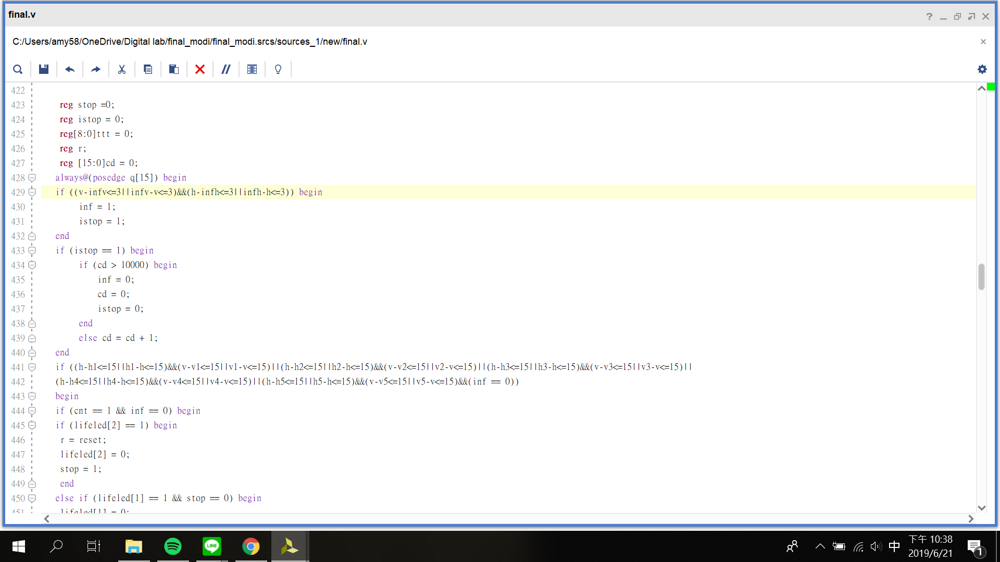 final.v
C:/Users/amy58/OneDrive/Digital lab/final_modi/final_modi.srcs/sources_1/new/final.v
422
423 reg stop =0;
424 reg istop = 0;
425 reg[8:0]ttt = 0;
426 reg r;
427 reg [15:0]cd = 0;
428 always@(posedge q[15]) begin
429 if ((v-infv<=3||infv-v<=3)&&(h-infh<=3||infh-h<=3)) begin
430 inf = 1;
431 istop = 1;
432 end
433 if (istop == 1) begin
434 if (cd > 10000) begin
435 inf = 0;
436 cd = 0;
437 istop = 0;
438 end
439 else cd = cd + 1;
440 end
441 if ((h-h1<=15||h1-h<=15)&&(v-v1<=15||v1-v<=15)||(h-h2<=15||h2-h<=15)&&(v-v2<=15||v2-v<=15)||(h-h3<=15||h3-h<=15)&&(v-v3<=15||v3-v<=15)||
442 (h-h4<=15||h4-h<=15)&&(v-v4<=15||v4-v<=15)||(h-h5<=15||h5-h<=15)&&(v-v5<=15||v5-v<=15)&&(inf == 0))
443 begin
444 if (cnt == 1 && inf == 0) begin
445 if (lifeled[2] == 1) begin
446 r = reset;
447 lifeled[2] = 0;
448 stop = 1;
449 end
450 else if (lifeled[1] == 1 && stop == 0) begin
451 lifeled[1] = 0;
LINE
中
下午 10:38
2019/6/21
1